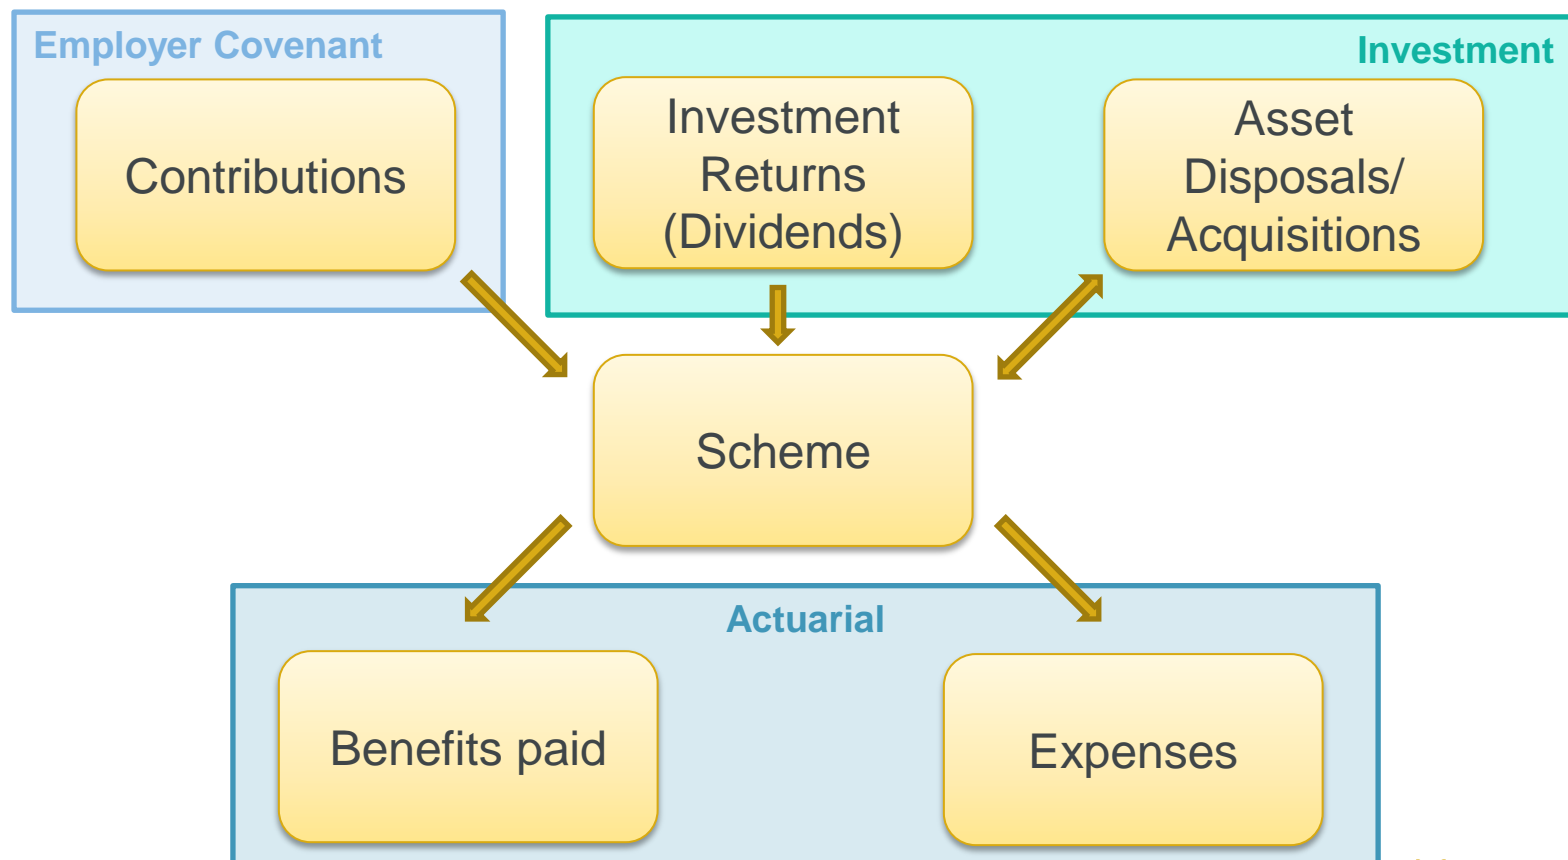 Employer Covenant
Investment
Contributions
Investment
Returns
(Dividends)
Asset
Disposals/
Acquisitions
Scheme
Actuarial
Benefits paid
Expenses